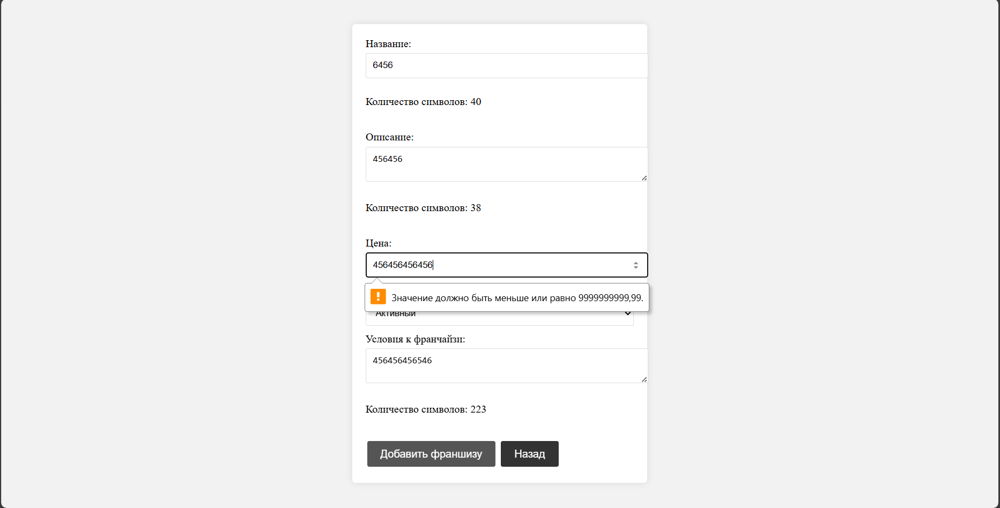 Название:
6456
Количество символов: 40
Описание:
456456
Количество символов: 38
Цена:
456456456456
Значение должно быть меньше или равно 9999999999,99.
Активный
Условия к франчайзи:
456456456546
Количество символов: 223
Добавить франшизу
Назад